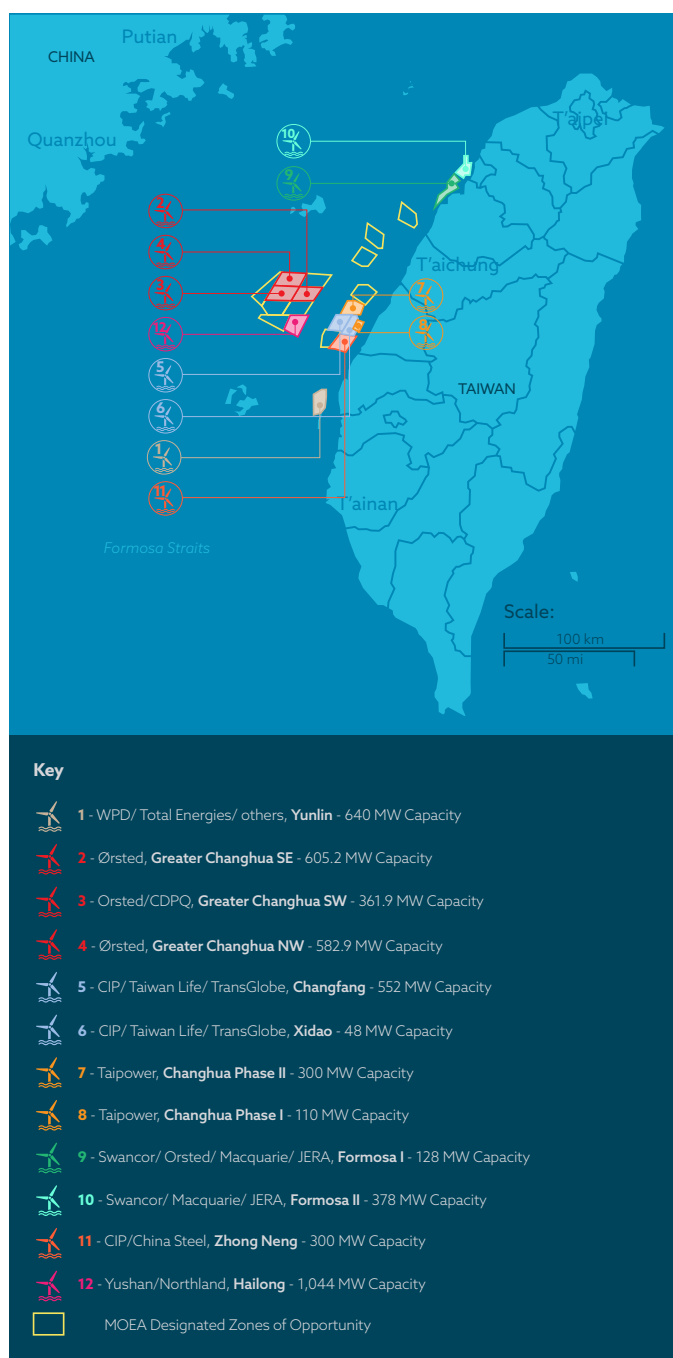 Putian
CHINA
T'aipei
10
Quanzhou
9
2
4
T'aichung
3
7
12
8
5
TAIWAN
6
1
11
T'ainan
Formosa Straits
Scale:
100 km
50 mi
Key
1 - WPD/ Total Energies/ others, Yunlin - 640 MW Capacity
2 - Ørsted, Greater Changhua SE - 605.2 MW Capacity
3 - Orsted/CDPQ, Greater Changhua SW - 361.9 MW Capacity
4 - Ørsted, Greater Changhua NW - 582.9 MW Capacity
5 - CIP/ Taiwan Life/ TransGlobe, Changfang - 552 MW Capacity
6 - CIP/ Taiwan Life/ TransGlobe, Xidao - 48 MW Capacity
7 - Taipower, Changhua Phase II - 300 MW Capacity
8 - Taipower, Changhua Phase I - 110 MW Capacity
9 - Swancor/ Orsted/ Macquarie/ JERA, Formosa I - 128 MW Capacity
10 - Swancor/ Macquarie/ JERA, Formosa II - 378 MW Capacity
11 - CIP/China Steel, Zhong Neng - 300 MW Capacity
12 - Yushan/Northland, Hailong - 1,044 MW Capacity
MOEA Designated Zones of Opportunity